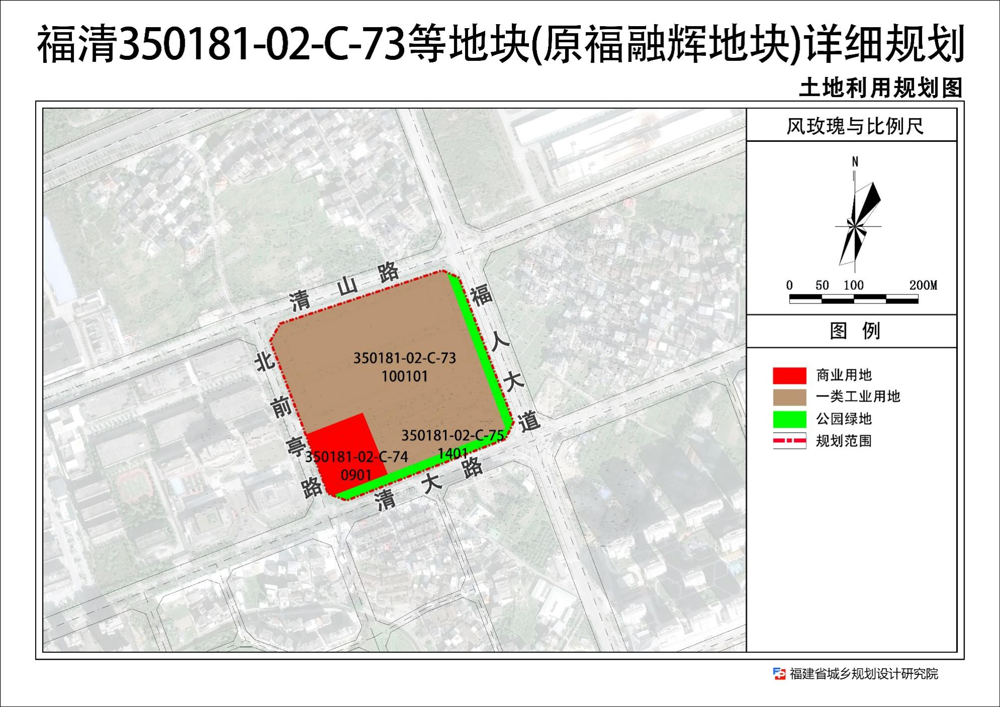 福清350181-02-C-73等地块(原福融辉地块)详细规划
土地利用规划图
风玫瑰与比例尺
N
0 50 100 200M
图 例
商业用地
一类工业用地
公园绿地
规划范围
清山路
福人大道
北前亭路
清大路
350181-02-C-73
100101
350181-02-C-75
1401
350181-02-C-74
0901
FP 福建省城乡规划设计研究院